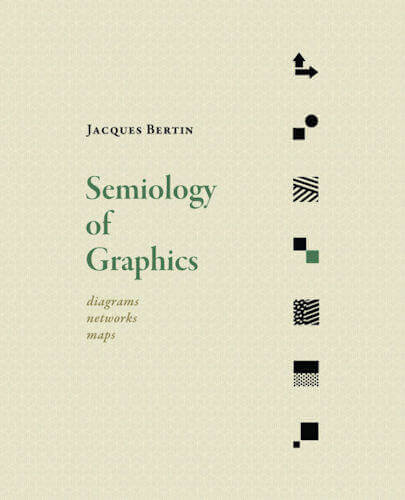 Jacques Bertin
Semiology
of
Graphics
diagrams
networks
maps